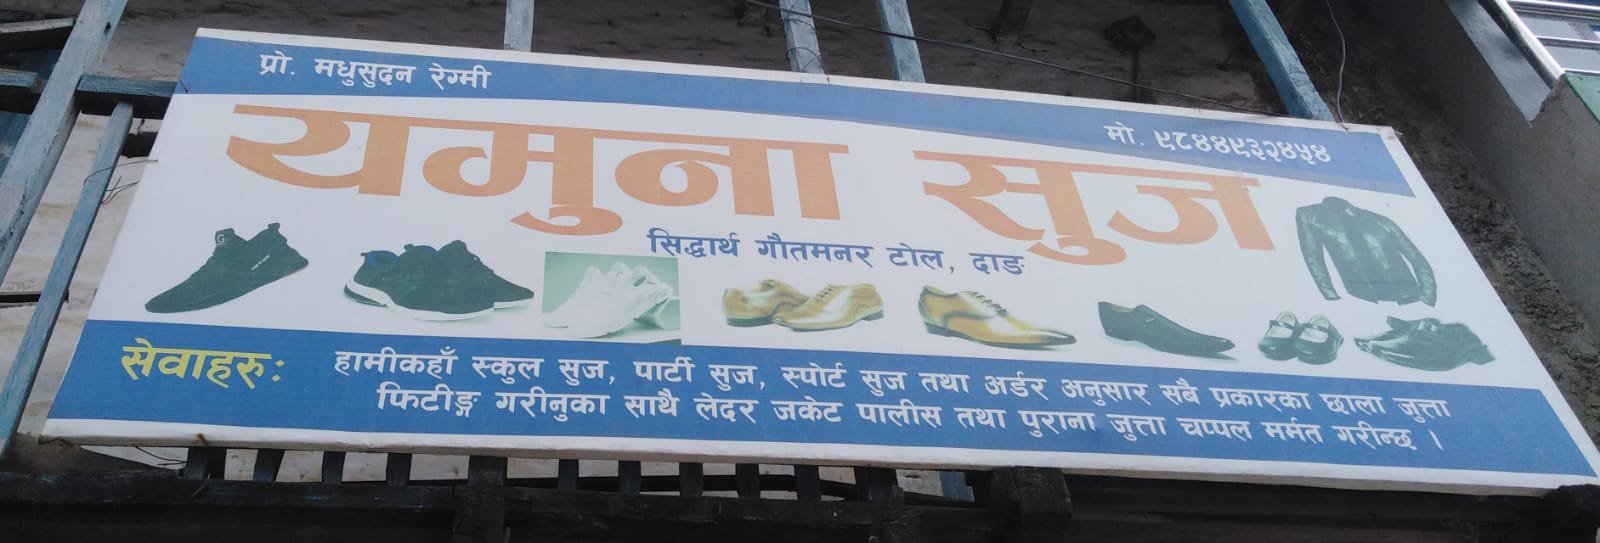 प्रो. मधुसुदन रेग्मी
मो. ९८४४९३२४५४
यमुना सुज
सिद्धार्थ गौतमनर टोल, दाङ
सेवाहरु:
हामीकहाँ स्कुल सुज, पार्टी सुज, स्पोर्ट सुज तथा अर्डर अनुसार सबै प्रकारका छाला जुत्ता
फिटीङ्ग गरीनुका साथै लेदर जकेट पालीस तथा पुराना जुत्ता चप्पल मर्मत गरीन्छ ।